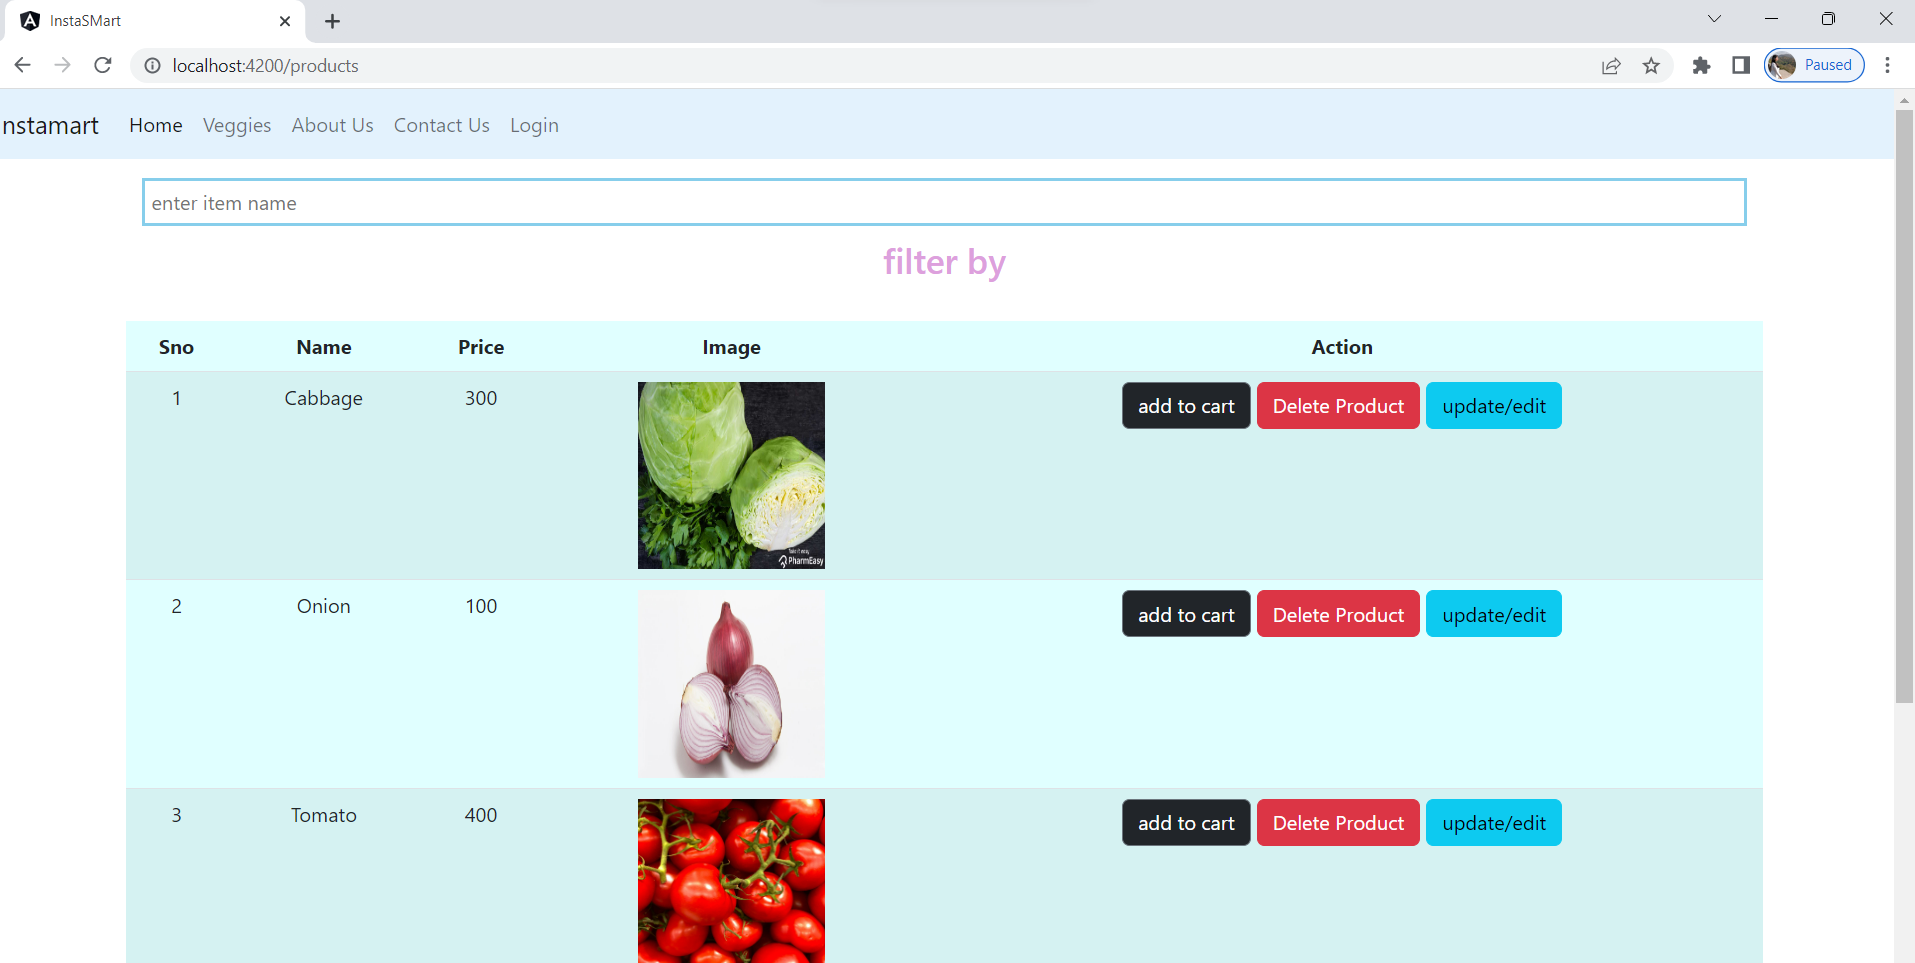 InstaSMart
localhost:4200/products
Paused
nstamart Home Veggies About Us Contact Us Login
enter item name
filter by
Sno Name Price Image Action
1 Cabbage 300 add to cart Delete Product update/edit
PharmEasy
2 Onion 100 add to cart Delete Product update/edit
3 Tomato 400 add to cart Delete Product update/edit